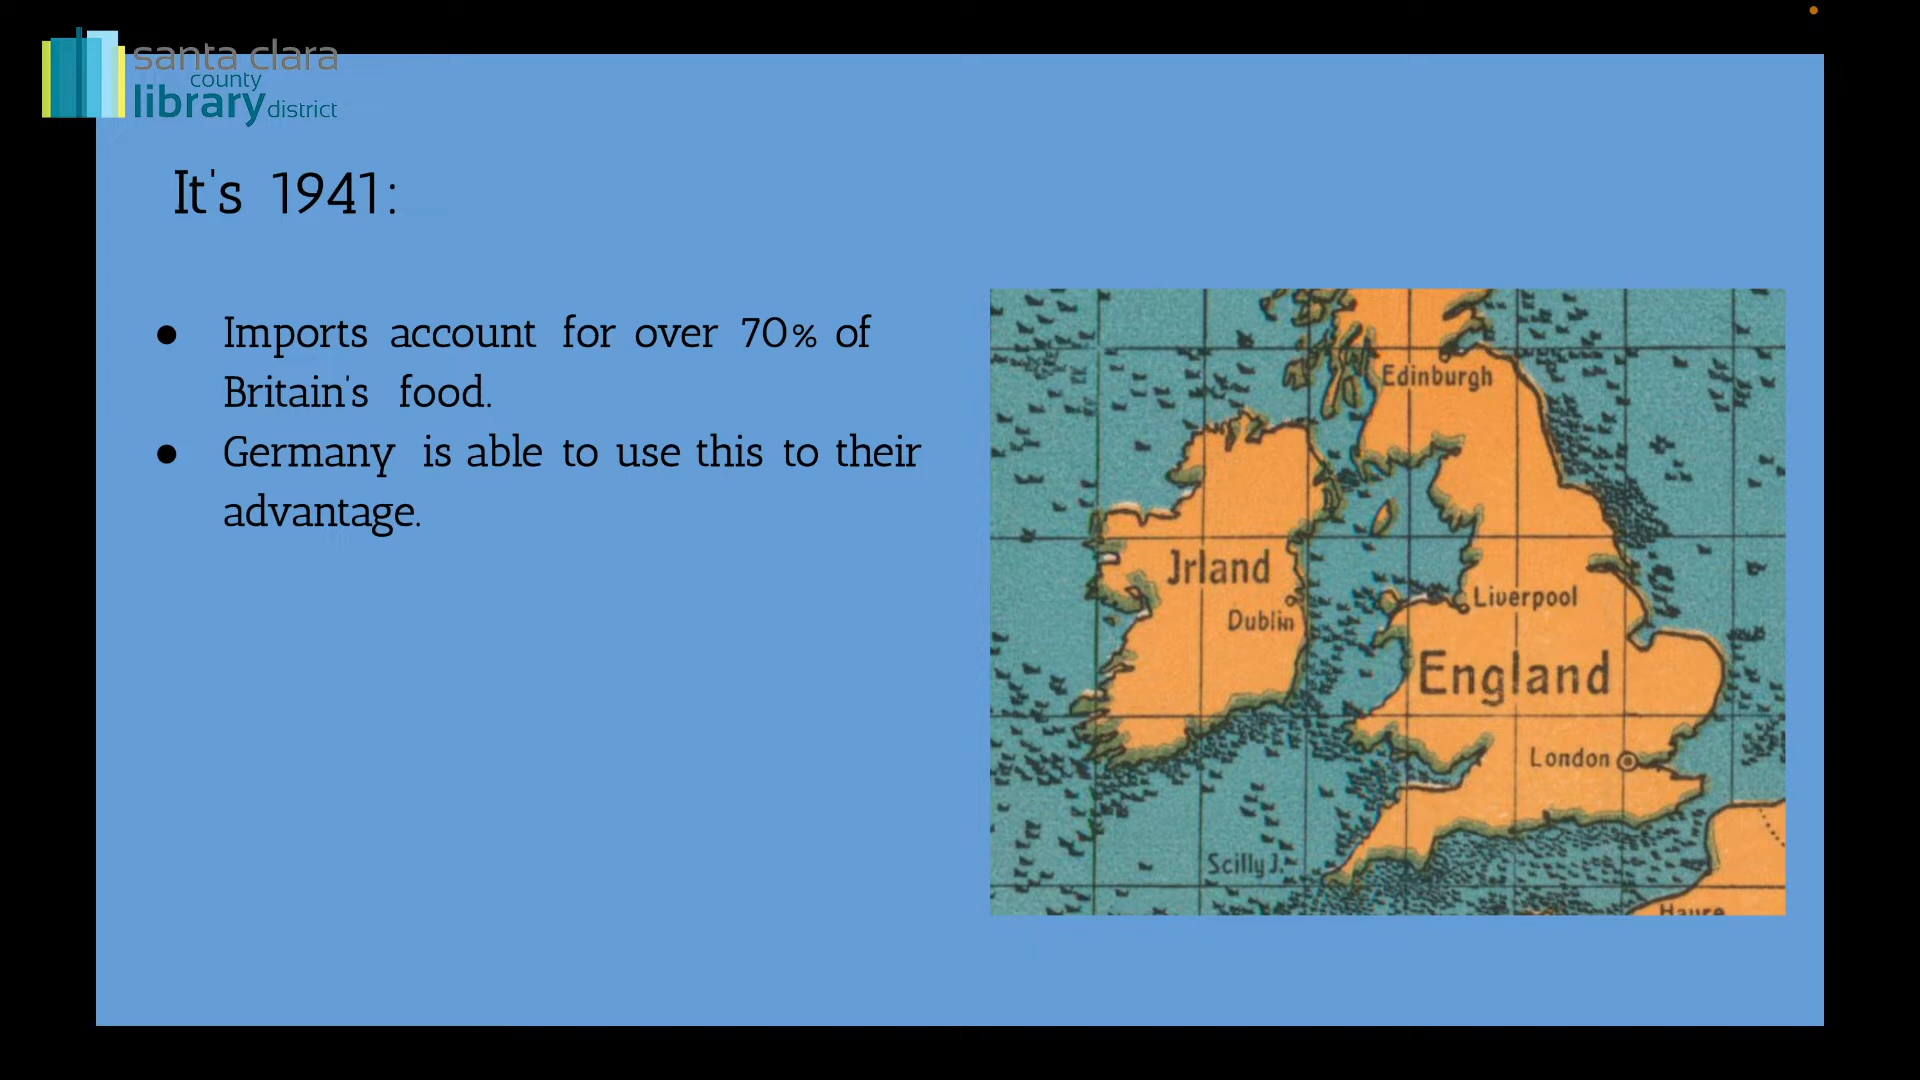 santa clara
county
library district
It's 1941:
● Imports account for over 70% of
Britain's food.
● Germany is able to use this to their
advantage.
Edinburgh
Jrland
Dublin
Liverpool
England
London
Scilly J.
Havre